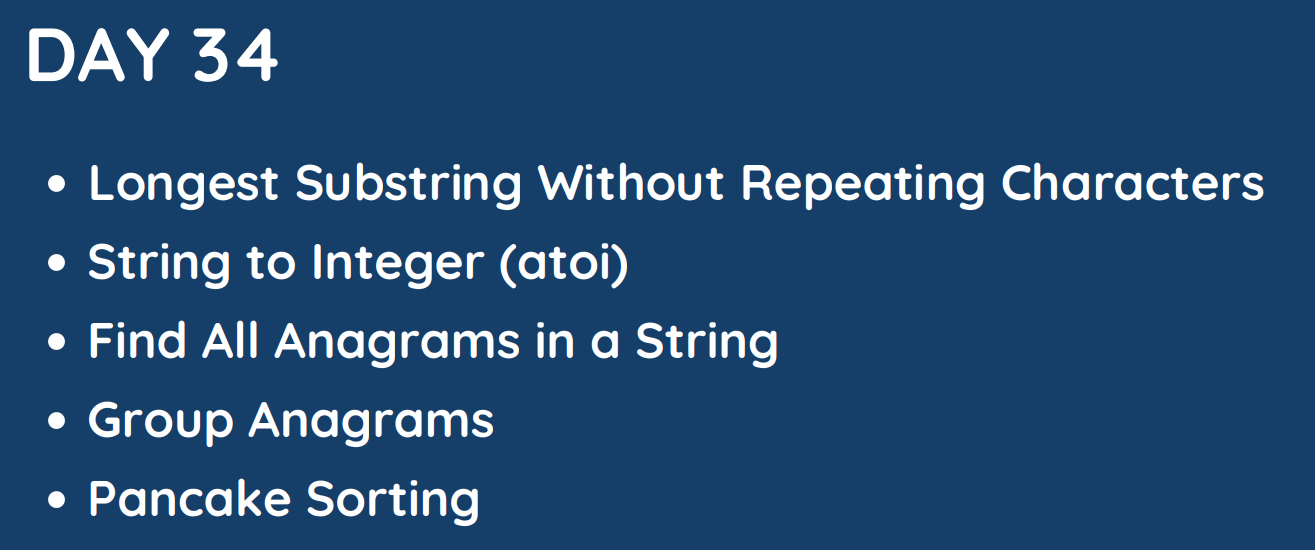 DAY 34
• Longest Substring Without Repeating Characters
• String to Integer (atoi)
• Find All Anagrams in a String
• Group Anagrams
• Pancake Sorting